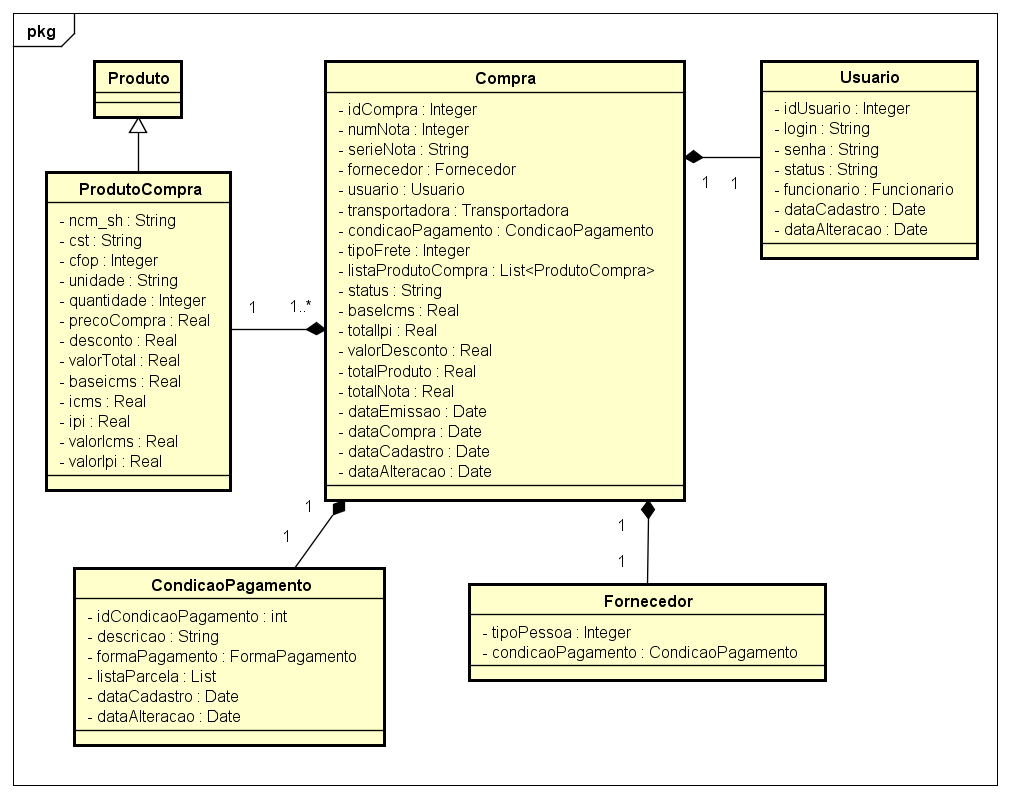 pkg
Produto
Compra
- idCompra : Integer
- numNota : Integer
- serieNota : String
- fornecedor : Fornecedor
- usuario : Usuario
- transportadora : Transportadora
- condicaoPagamento : CondicaoPagamento
- tipoFrete : Integer
- listaProdutoCompra : List<ProdutoCompra>
- status : String
- baseIcms : Real
- totalIpi : Real
- valorDesconto : Real
- totalProduto : Real
- totalNota : Real
- dataEmissao : Date
- dataCompra : Date
- dataCadastro : Date
- dataAlteracao : Date
Usuario
- idUsuario : Integer
- login : String
- senha : String
- status : String
- funcionario : Funcionario
- dataCadastro : Date
- dataAlteracao : Date
1 1
ProdutoCompra
- ncm_sh : String
- cst : String
- cfop : Integer
- unidade : String
- quantidade : Integer
- precoCompra : Real
- desconto : Real
- valorTotal : Real
- baseicms : Real
- icms : Real
- ipi : Real
- valorIcms : Real
- valorIpi : Real
1 1..*
1
1
1
1
CondicaoPagamento
- idCondicaoPagamento : int
- descricao : String
- formaPagamento : FormaPagamento
- listaParcela : List
- dataCadastro : Date
- dataAlteracao : Date
Fornecedor
- tipoPessoa : Integer
- condicaoPagamento : CondicaoPagamento